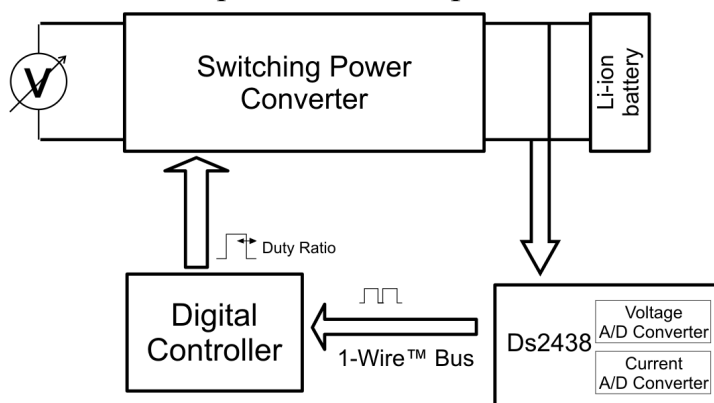 V
Switching Power
Converter
Li-ion
battery
Duty Ratio
Digital
Controller
1-Wire™ Bus
Ds2438
Voltage
A/D Converter
Current
A/D Converter